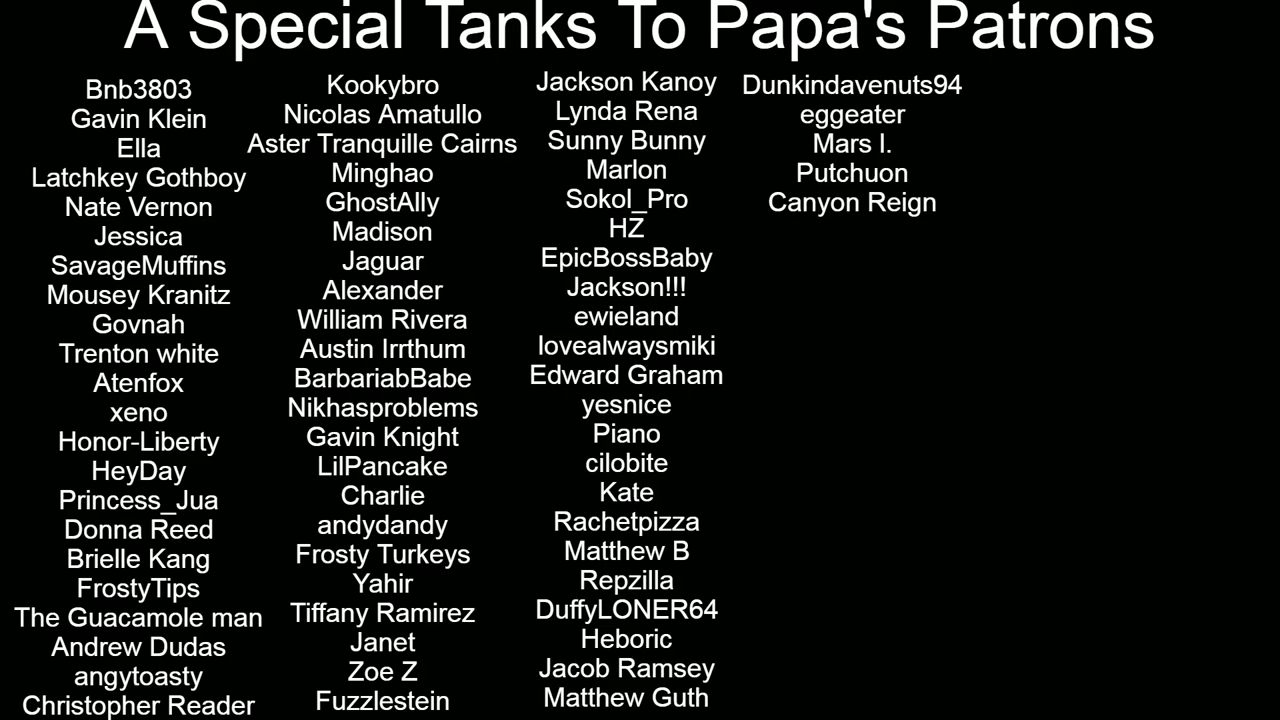 A Special Tanks To Papa's Patrons
Bnb3803
Gavin Klein
Ella
Latchkey Gothboy
Nate Vernon
Jessica
SavageMuffins
Mousey Kranitz
Govnah
Trenton white
Atenfox
xeno
Honor-Liberty
HeyDay
Princess_Jua
Donna Reed
Brielle Kang
FrostyTips
The Guacamole man
Andrew Dudas
angytoasty
Christopher Reader
Kookybro
Nicolas Amatullo
Aster Tranquille Cairns
Minghao
GhostAlly
Madison
Jaguar
Alexander
William Rivera
Austin Irrthum
BarbariabBabe
Nikhasproblems
Gavin Knight
LilPancake
Charlie
andydandy
Frosty Turkeys
Yahir
Tiffany Ramirez
Janet
Zoe Z
Fuzzlestein
Jackson Kanoy
Lynda Rena
Sunny Bunny
Marlon
Sokol_Pro
HZ
EpicBossBaby
Jackson!!!
ewieland
lovealwaysmiki
Edward Graham
yesnice
Piano
cilobite
Kate
Rachetpizza
Matthew B
Repzilla
DuffyLONER64
Heboric
Jacob Ramsey
Matthew Guth
Dunkindavenuts94
eggeater
Mars I.
Putchuon
Canyon Reign